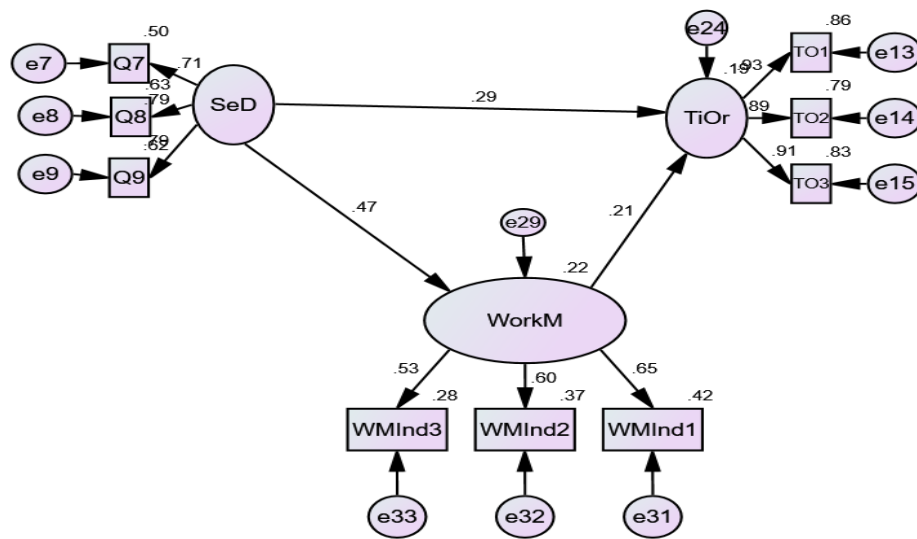 .50
e7
Q7
.71
.63
e8
Q8
.79
.79
.62
e9
Q9
SeD
.29
e24
.19
.93
TiOr
.86
TO1
e13
.89
.79
TO2
e14
.91
.83
TO3
e15
.47
.21
e29
.22
WorkM
.53
.60
.65
.28
.37
.42
WMInd3
WMInd2
WMInd1
e33
e32
e31